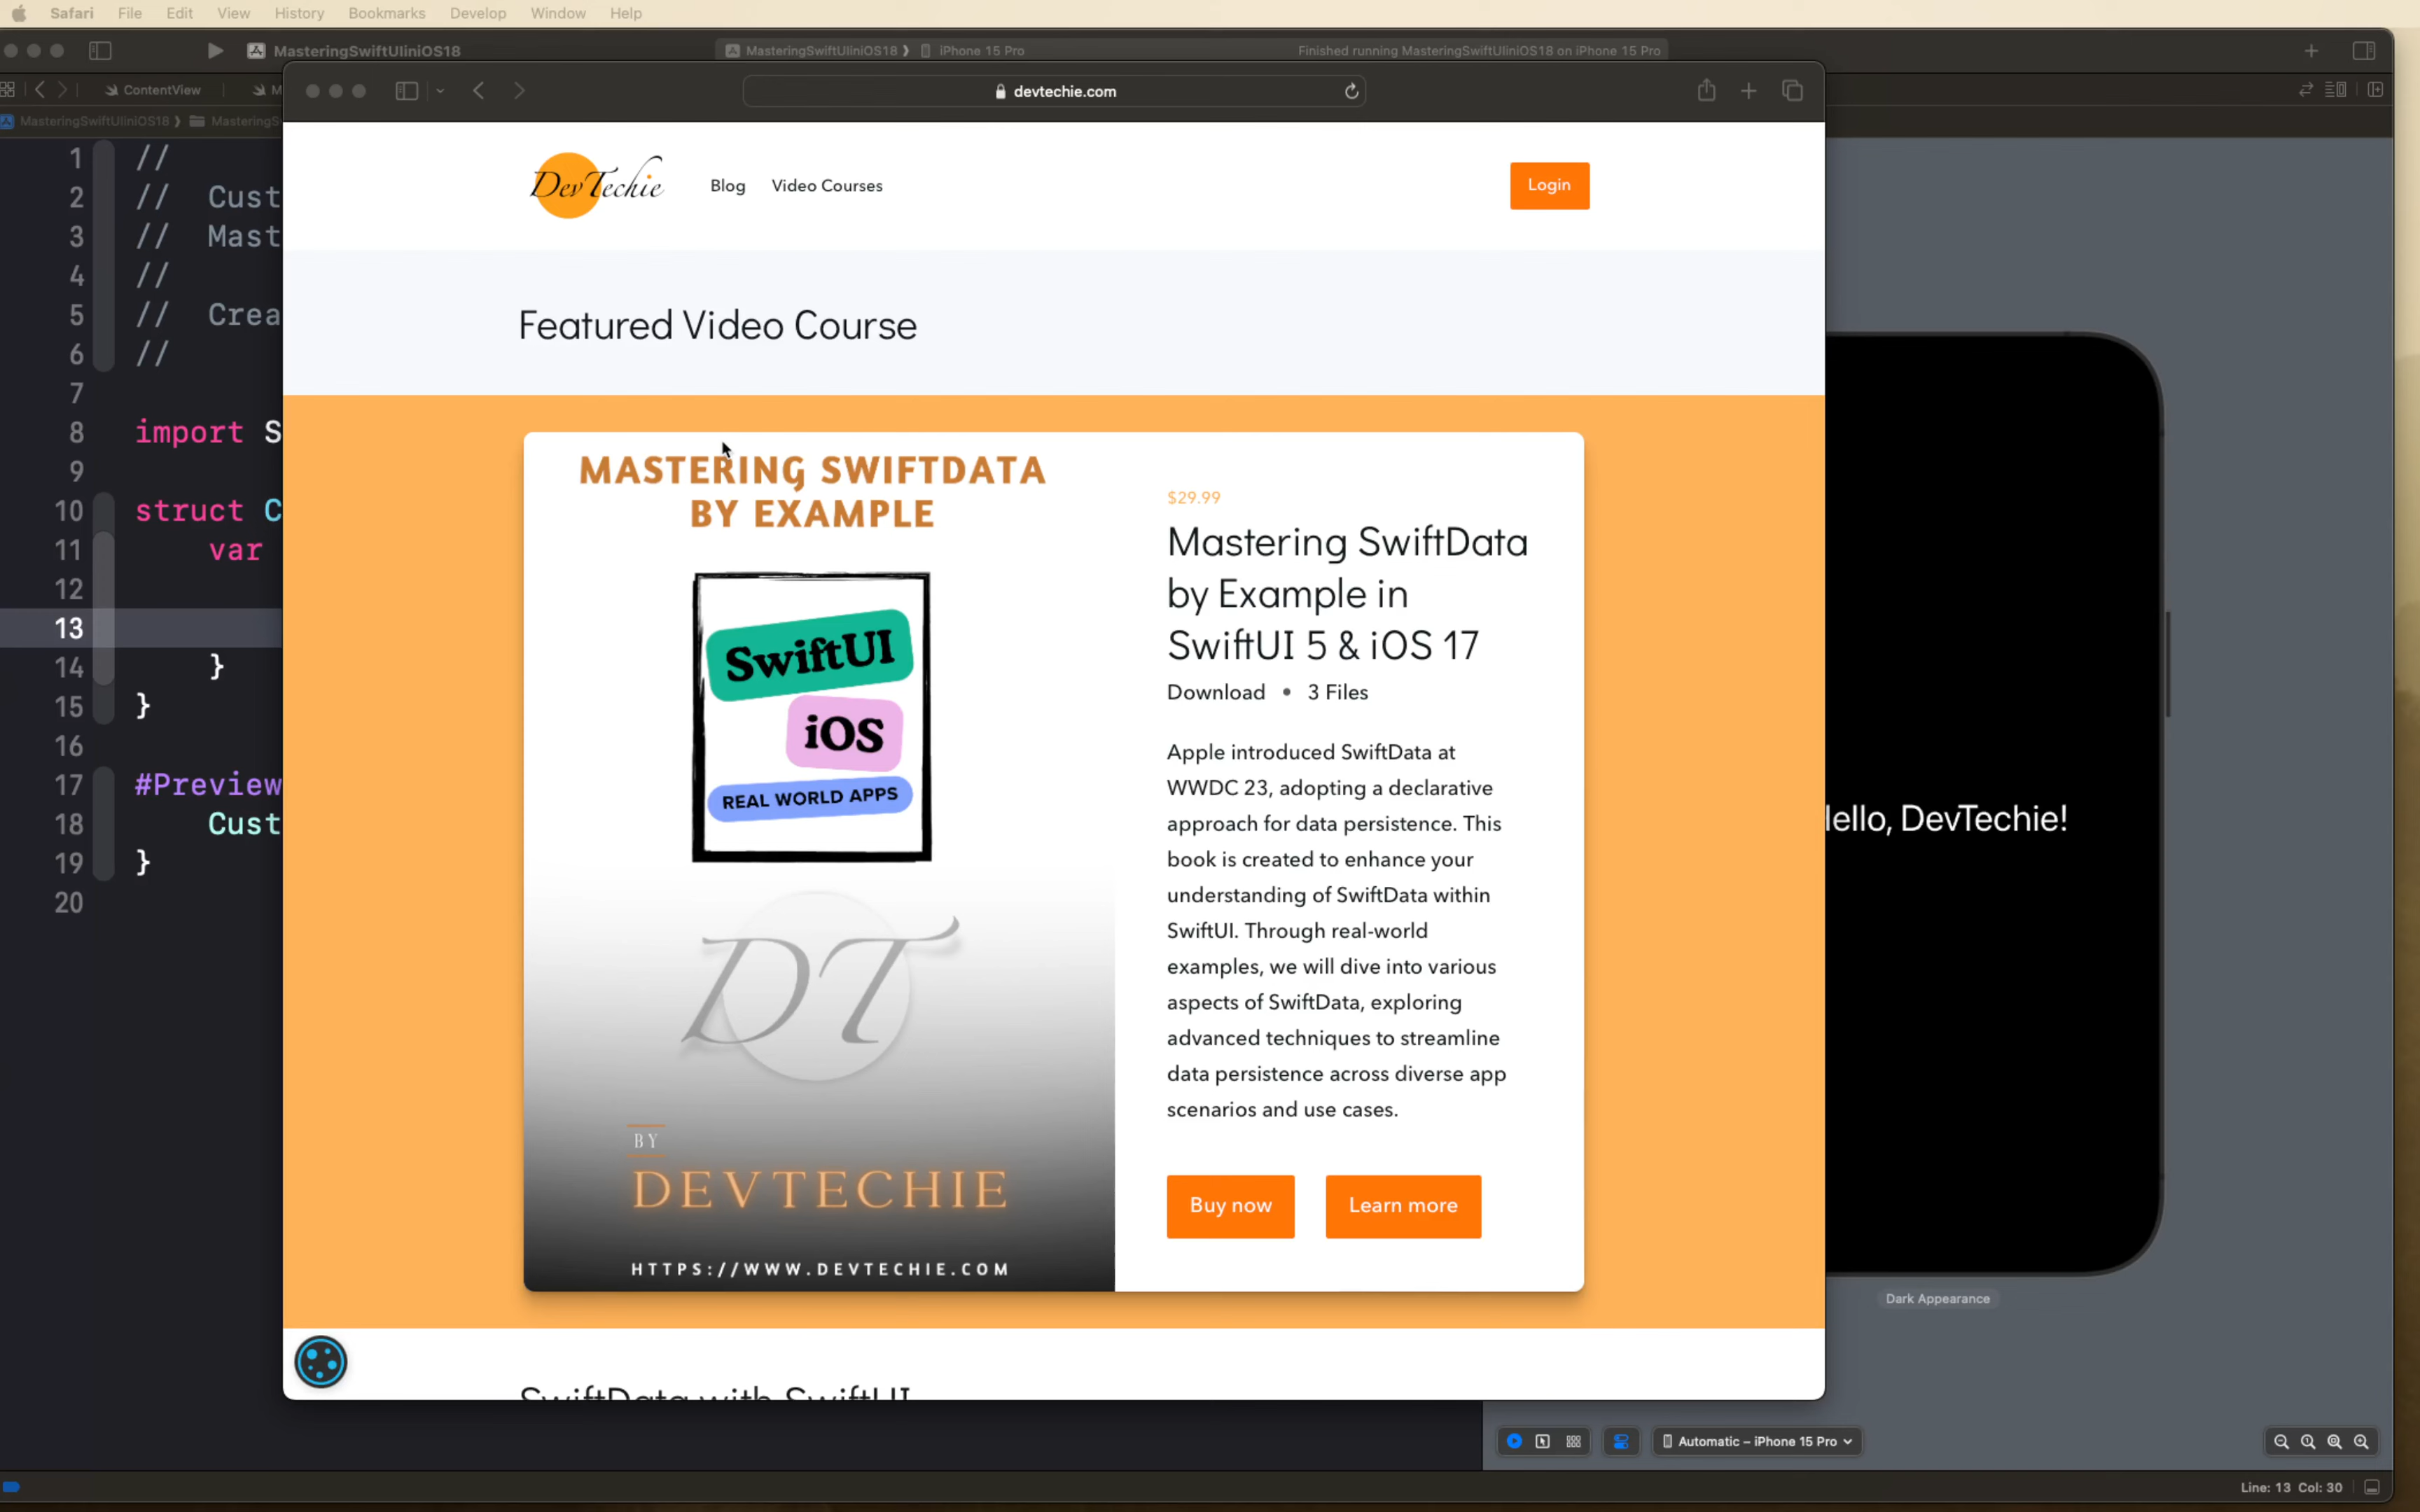 Safari File Edit View History Bookmarks Develop Window Help
MasteringSwiftUIiniOS18
MasteringSwiftUIiniOS18 ⟩ iPhone 15 Pro
Finished running MasteringSwiftUIiniOS18 on iPhone 15 Pro
ContentView
M
MasteringSwiftUIiniOS18 ⟩ MasteringS
devtechie.com
1 //
2 // Cust
3 // Mast
4 //
5 // Crea
6 //
7
8 import S
9
10 struct C
11 var
12
13
14 }
15 }
16
17 #Preview
18 Cust
19 }
20
DevTechie
Blog
Video Courses
Login
Featured Video Course
MASTERING SWIFTDATA
BY EXAMPLE
SwiftUI
iOS
REAL WORLD APPS
DT
BY
DEVTECHIE
HTTPS://WWW.DEVTECHIE.COM
$29.99
Mastering SwiftData
by Example in
SwiftUI 5 & iOS 17
Download • 3 Files
Apple introduced SwiftData at
WWDC 23, adopting a declarative
approach for data persistence. This
book is created to enhance your
understanding of SwiftData within
SwiftUI. Through real-world
examples, we will dive into various
aspects of SwiftData, exploring
advanced techniques to streamline
data persistence across diverse app
scenarios and use cases.
Buy now
Learn more
SwiftData with SwiftUI
ello, DevTechie!
Dark Appearance
Automatic – iPhone 15 Pro
Line: 13 Col: 30